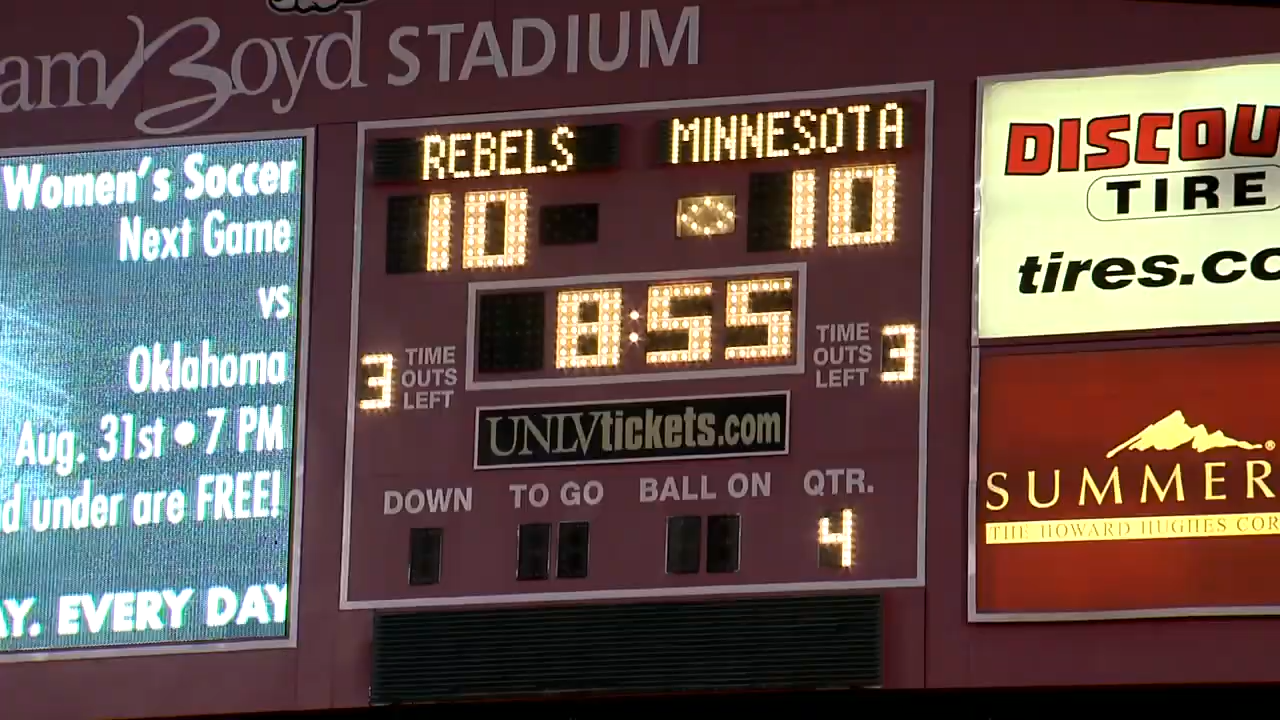 am Boyd STADIUM
Women's Soccer
Next Game
vs
Oklahoma
Aug. 31st • 7 PM
d under are FREE!
AY. EVERY DAY
REBELS MINNESOTA
10 10
8:55
3 TIME OUTS LEFT
TIME OUTS LEFT 3
UNLVtickets.com
DOWN TO GO BALL ON QTR.
4
DISCOU
TIRE
tires.co
SUMMER
THE HOWARD HUGHES COR